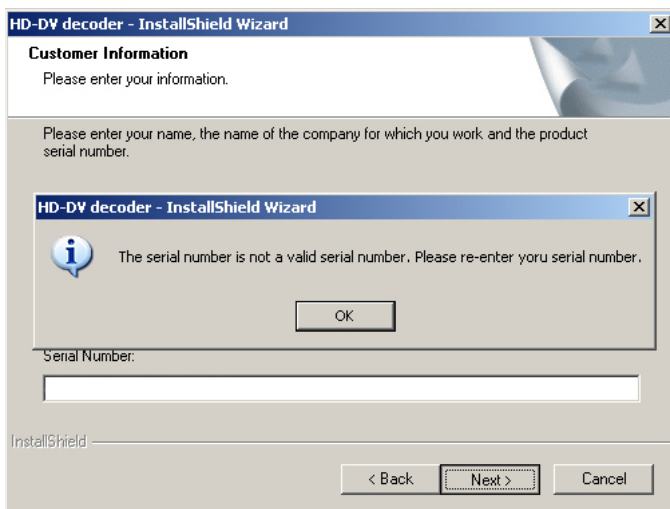 HD-DV decoder - InstallShield Wizard
Customer Information
Please enter your information.
Please enter your name, the name of the company for which you work and the product
serial number.
HD-DV decoder - InstallShield Wizard
The serial number is not a valid serial number. Please re-enter yoru serial number.
OK
Serial Number:
InstallShield
< Back
Next >
Cancel